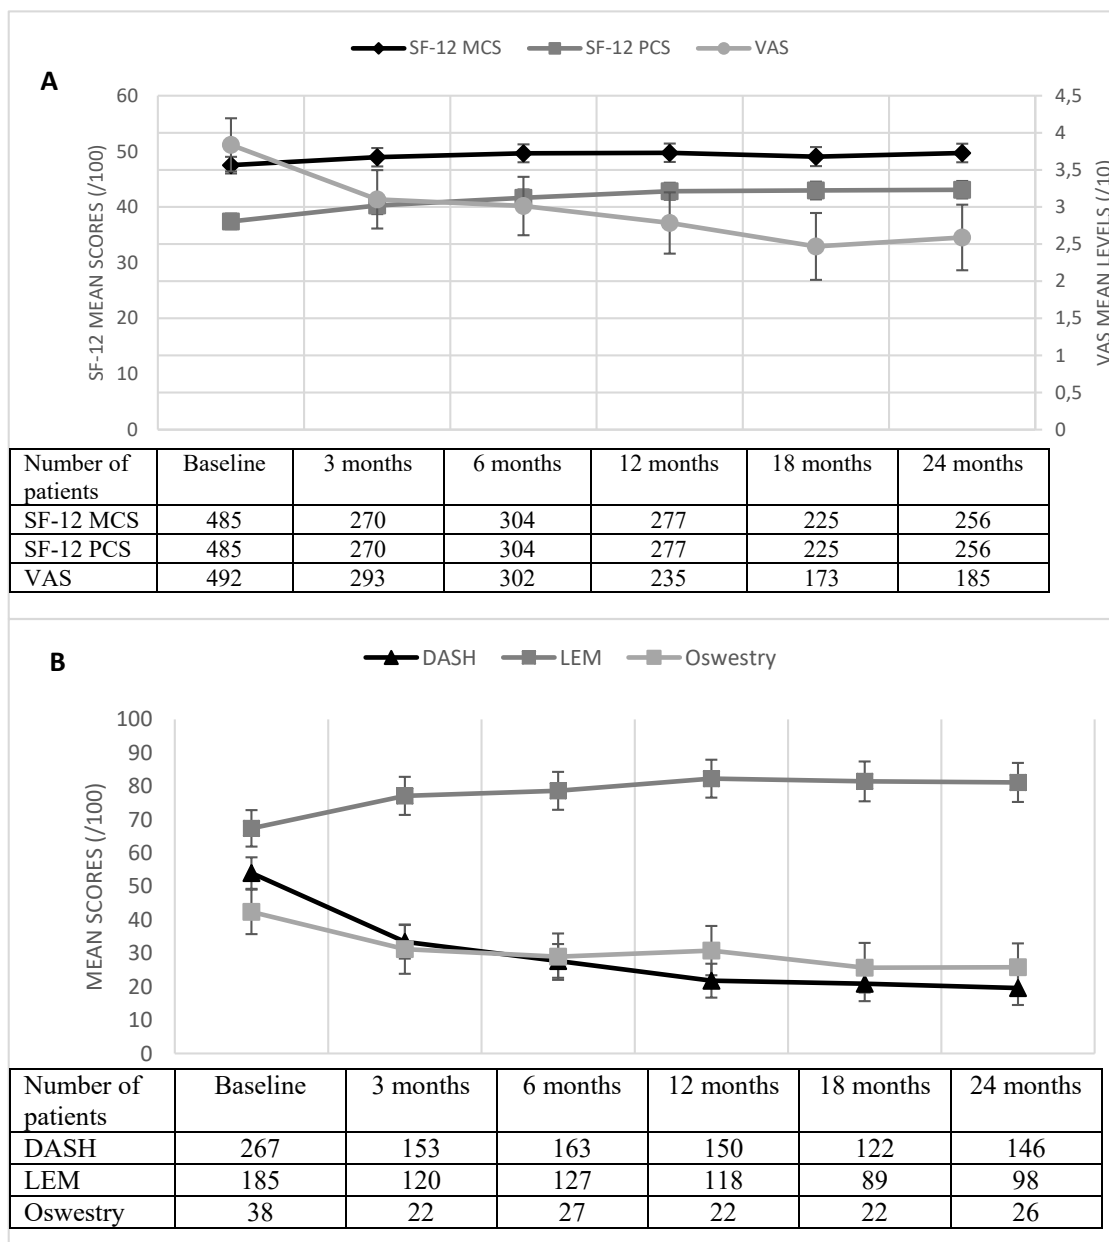 SF-12 MCS SF-12 PCS VAS
A
SF-12 MEAN SCORES (/100)
60
50
40
30
20
10
0
VAS MEAN LEVELS (/10)
4,5
4
3,5
3
2,5
2
1,5
1
0,5
0
Number of patients Baseline 3 months 6 months 12 months 18 months 24 months
SF-12 MCS 485 270 304 277 225 256
SF-12 PCS 485 270 304 277 225 256
VAS 492 293 302 235 173 185
B
DASH LEM Oswestry
MEAN SCORES (/100)
100
90
80
70
60
50
40
30
20
10
0
Number of patients Baseline 3 months 6 months 12 months 18 months 24 months
DASH 267 153 163 150 122 146
LEM 185 120 127 118 89 98
Oswestry 38 22 27 22 22 26